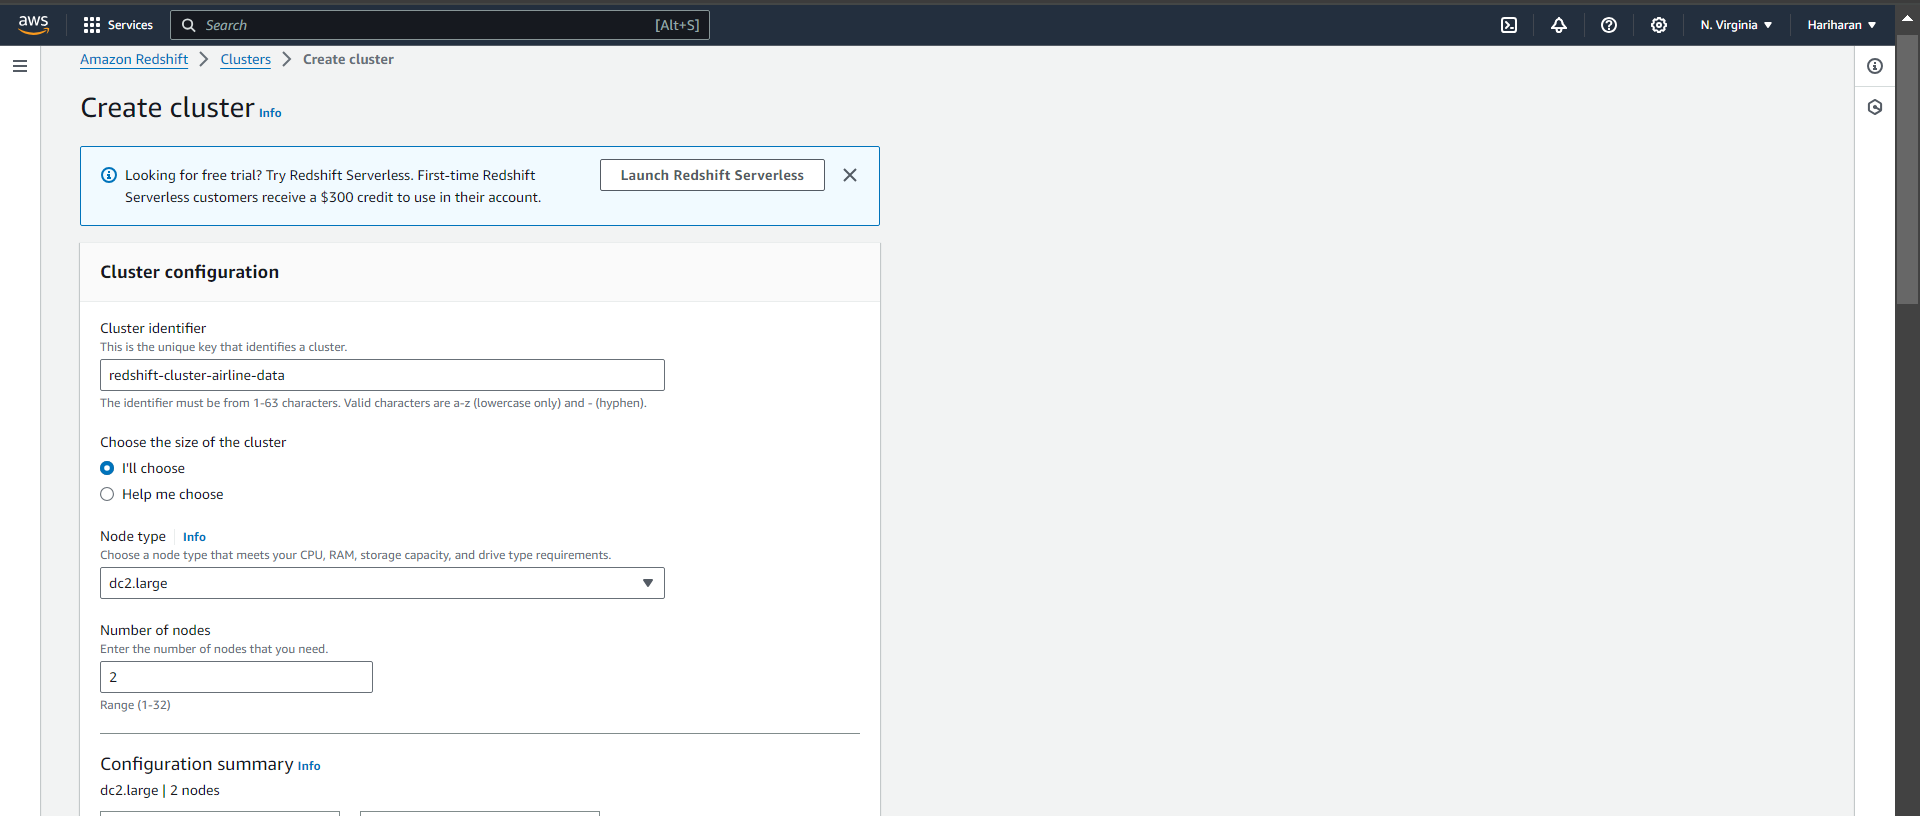 aws
Services
Search [Alt+S]
N. Virginia
Hariharan
Amazon Redshift Clusters Create cluster
Create cluster Info
Looking for free trial? Try Redshift Serverless. First-time Redshift
Serverless customers receive a $300 credit to use in their account.
Launch Redshift Serverless
Cluster configuration
Cluster identifier
This is the unique key that identifies a cluster.
redshift-cluster-airline-data
The identifier must be from 1-63 characters. Valid characters are a-z (lowercase only) and - (hyphen).
Choose the size of the cluster
I'll choose
Help me choose
Node type Info
Choose a node type that meets your CPU, RAM, storage capacity, and drive type requirements.
dc2.large
Number of nodes
Enter the number of nodes that you need.
2
Range (1-32)
Configuration summary Info
dc2.large | 2 nodes